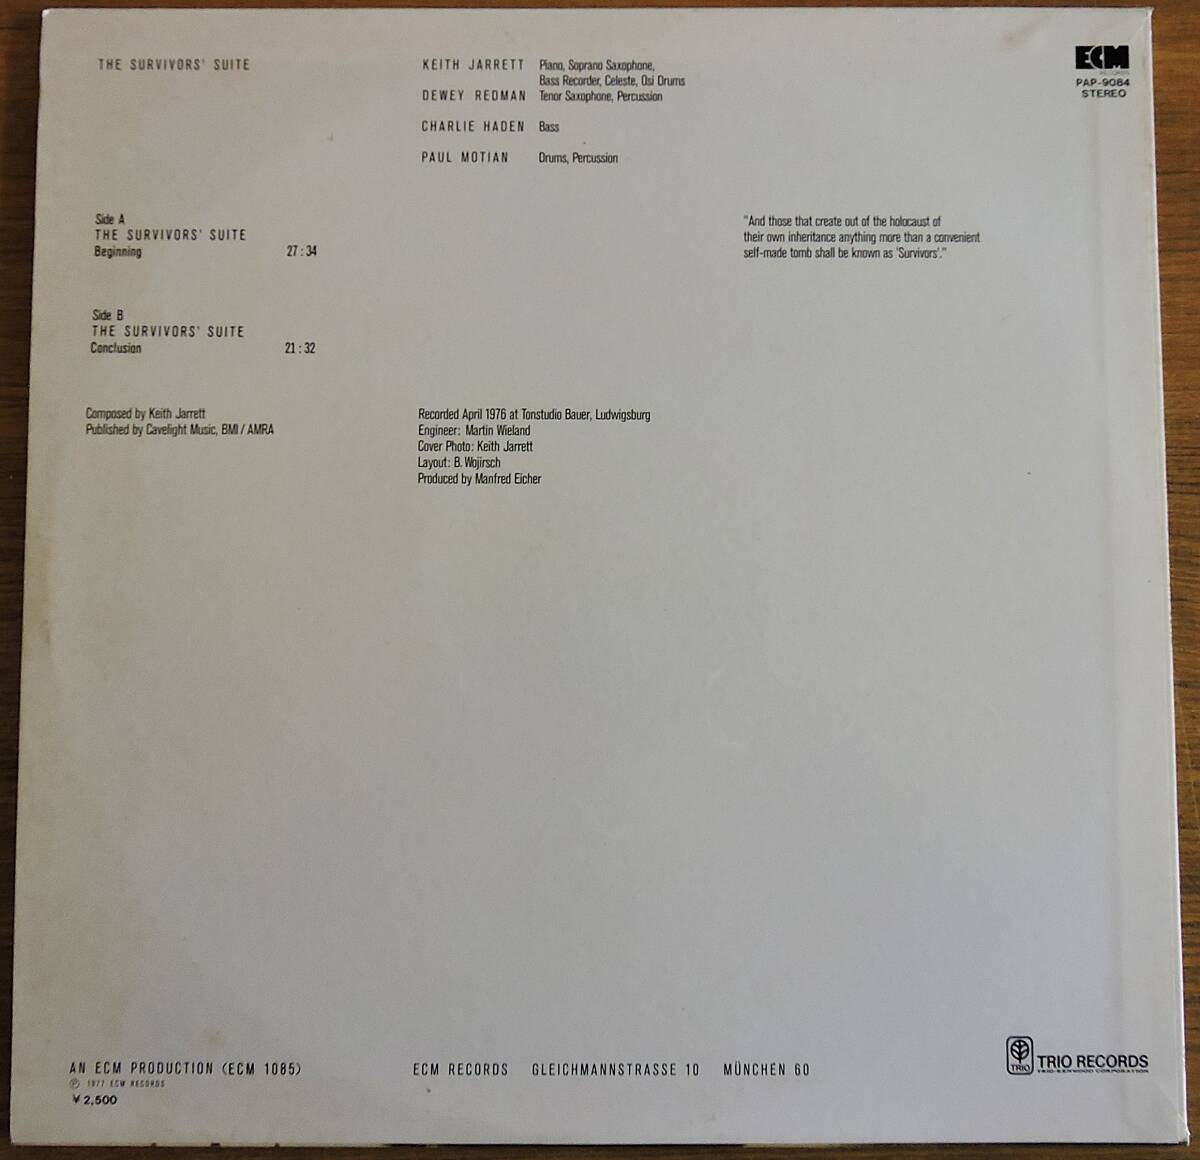 THE SURVIVORS' SUITE
KEITH JARRETT Piano, Soprano Saxophone,
Bass Recorder, Celeste, Osi Drums
DEWEY REDMAN Tenor Saxophone, Percussion
CHARLIE HADEN Bass
PAUL MOTIAN Drums, Percussion
ECM
RECORDS
PAP-9084
STEREO
Side A
THE SURVIVORS' SUITE
Beginning 27:34
"And those that create out of the holocaust of
their own inheritance anything more than a convenient
self-made tomb shall be known as 'Survivors'."
Side B
THE SURVIVORS' SUITE
Conclusion 21:32
Composed by Keith Jarrett
Published by Cavelight Music, BMI / AMRA
Recorded April 1976 at Tonstudio Bauer, Ludwigsburg
Engineer: Martin Wieland
Cover Photo: Keith Jarrett
Layout: B. Wojirsch
Produced by Manfred Eicher
AN ECM PRODUCTION (ECM 1085)
Ⓟ 1977 ECM RECORDS
¥2,500
ECM RECORDS GLEICHMANNSTRASSE 10 MÜNCHEN 60
TRIO
TRIO RECORDS
TRIO-KENWOOD CORPORATION